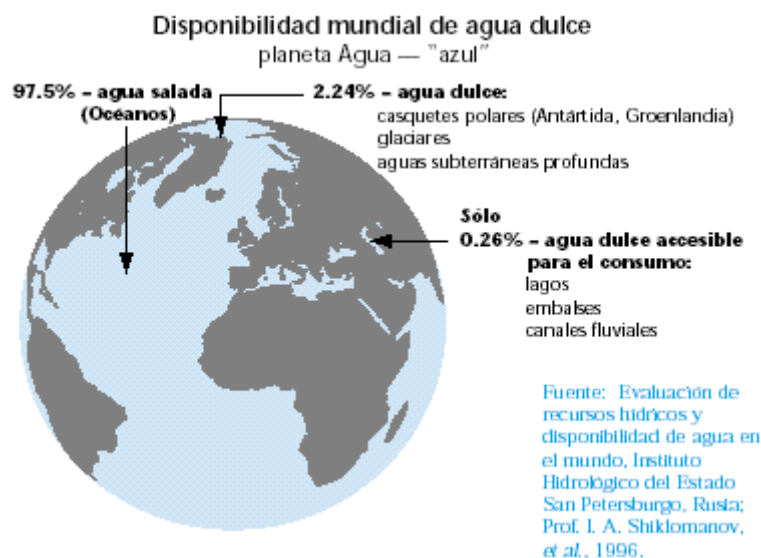 Disponibilidad mundial de agua dulce
planeta Agua — "azul"
97.5% – agua salada
(Océanos)
2.24% – agua dulce:
casquetes polares (Antártida, Groenlandia)
glaciares
aguas subterráneas profundas
Sólo
0.26% – agua dulce accesible
para el consumo:
lagos
embalses
canales fluviales
Fuente: Evaluación de
recursos hídricos y
disponibilidad de agua en
el mundo, Instituto
Hidrológico del Estado
San Petersburgo, Rusia;
Prof. I. A. Shiklomanov,
et al., 1996.